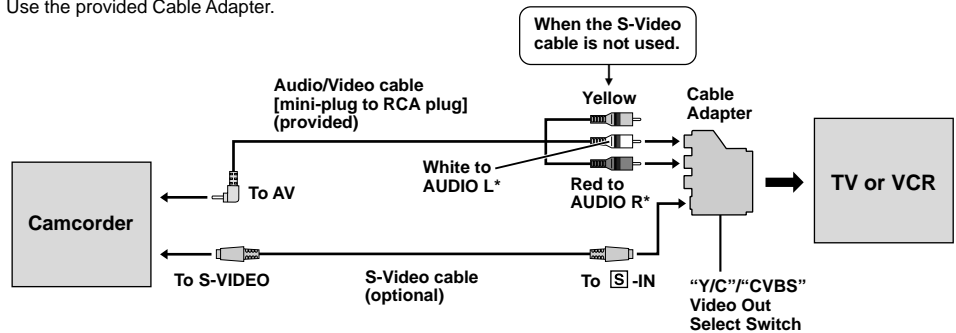 Use the provided Cable Adapter.
When the S-Video
cable is not used.
Audio/Video cable
[mini-plug to RCA plug]
(provided)
Yellow
Cable
Adapter
White to
AUDIO L*
Red to
AUDIO R*
To AV
Camcorder
TV or VCR
To S-VIDEO
S-Video cable
(optional)
To S -IN
“Y/C”/“CVBS”
Video Out
Select Switch